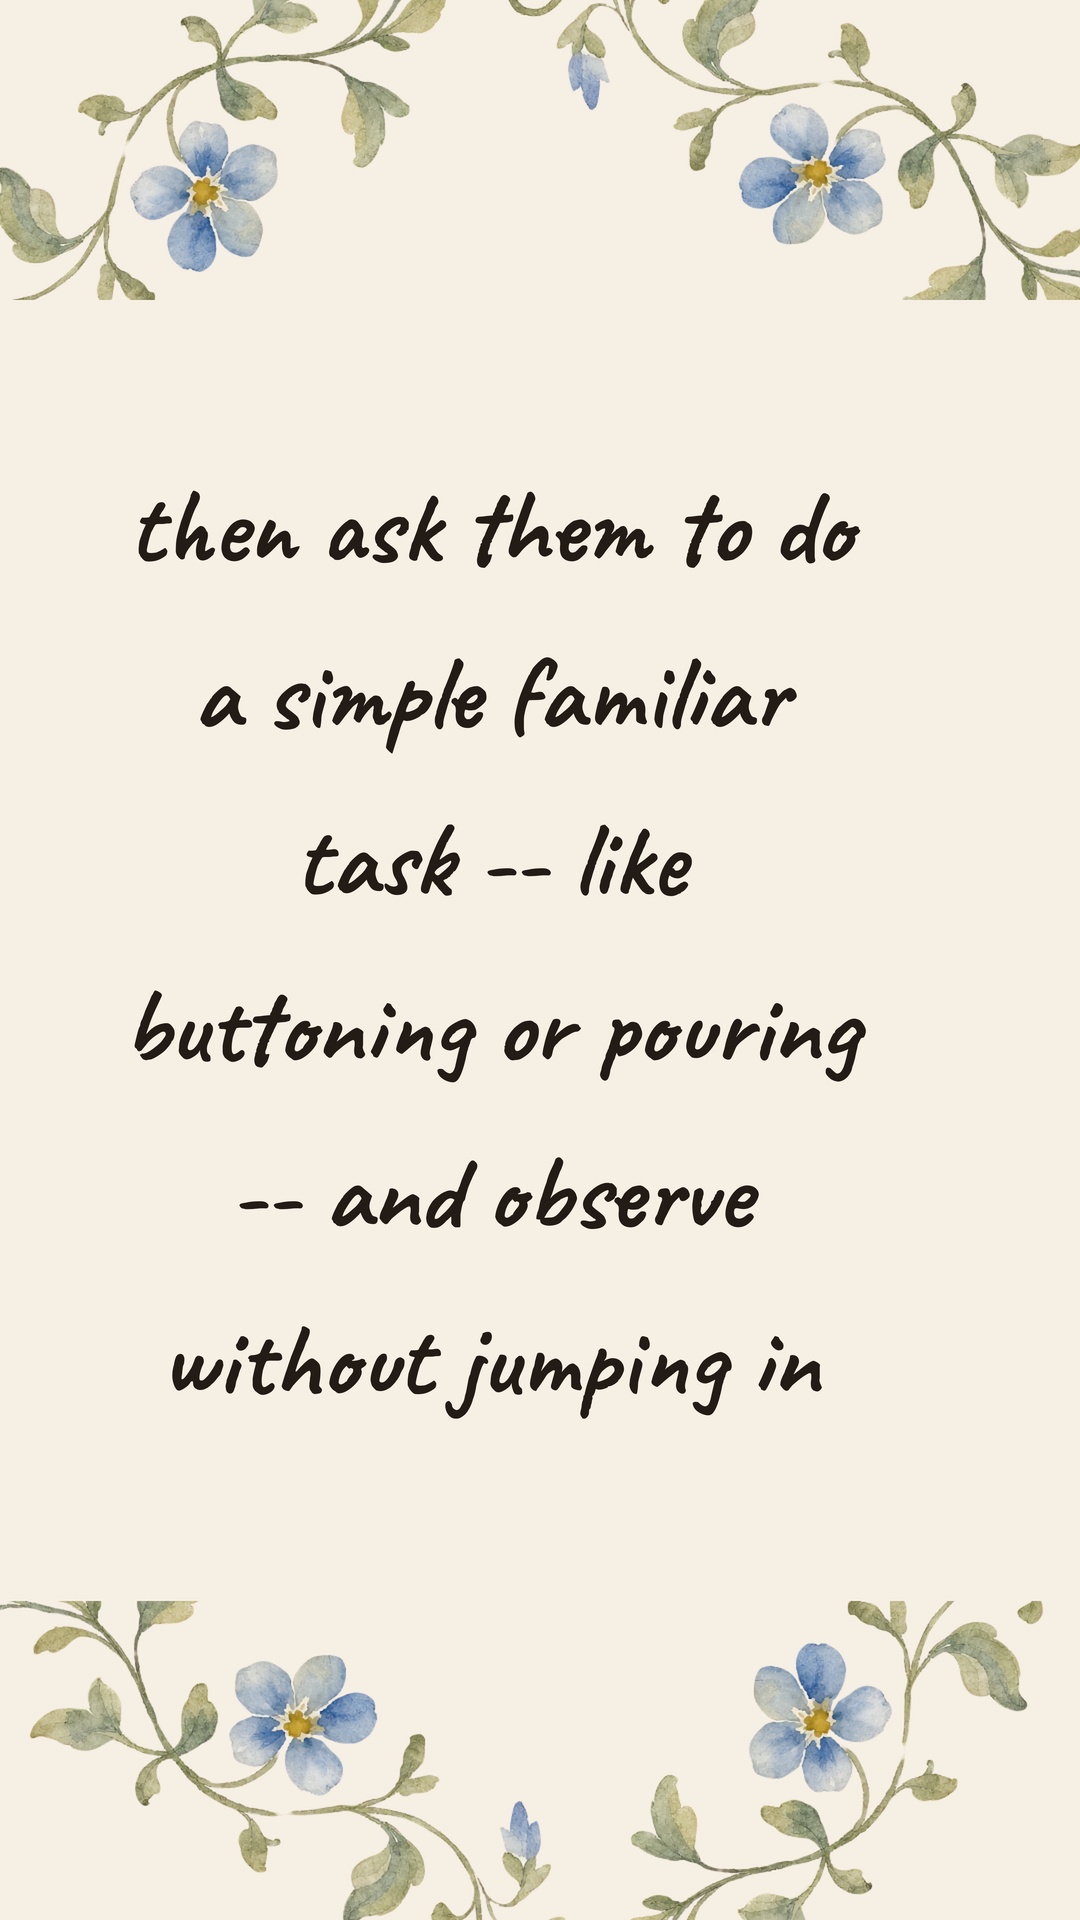 then ask them to do
a simple familiar
task -- like
buttoning or pouring
-- and observe
without jumping in